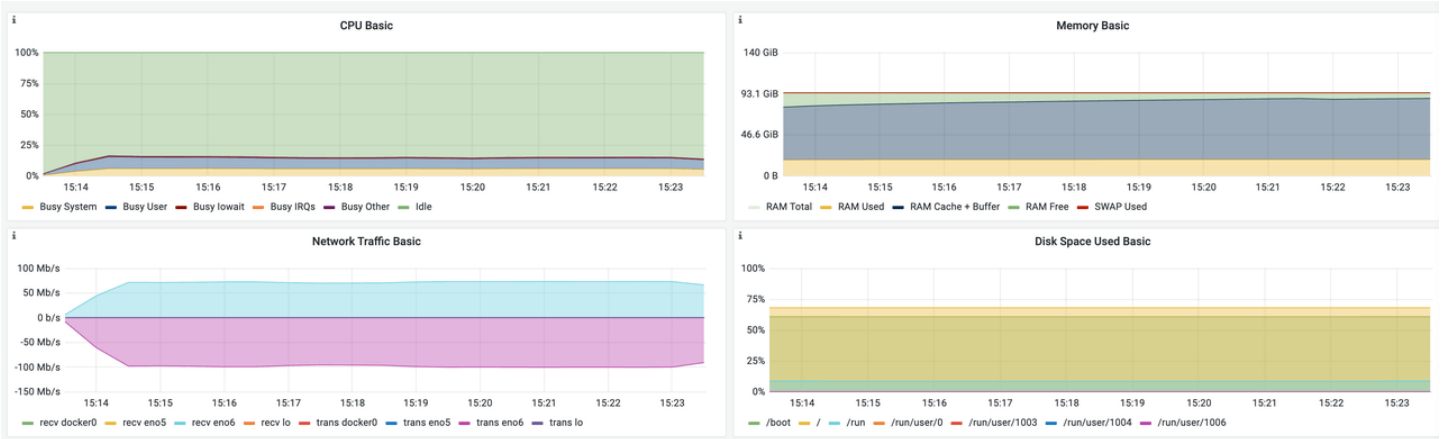 i
CPU Basic
100%
75%
50%
25%
0%
15:14 15:15 15:16 15:17 15:18 15:19 15:20 15:21 15:22 15:23
Busy System Busy User Busy Iowait Busy IRQs Busy Other Idle
i
Memory Basic
140 GiB
93.1 GiB
46.6 GiB
0 B
15:14 15:15 15:16 15:17 15:18 15:19 15:20 15:21 15:22 15:23
RAM Total RAM Used RAM Cache + Buffer RAM Free SWAP Used
i
Network Traffic Basic
100 Mb/s
50 Mb/s
0 b/s
-50 Mb/s
-100 Mb/s
-150 Mb/s
15:14 15:15 15:16 15:17 15:18 15:19 15:20 15:21 15:22 15:23
recv docker0 recv eno5 recv eno6 recv lo trans docker0 trans eno5 trans eno6 trans lo
i
Disk Space Used Basic
100%
75%
50%
25%
0%
15:14 15:15 15:16 15:17 15:18 15:19 15:20 15:21 15:22 15:23
/boot / /run /run/user/0 /run/user/1003 /run/user/1004 /run/user/1006